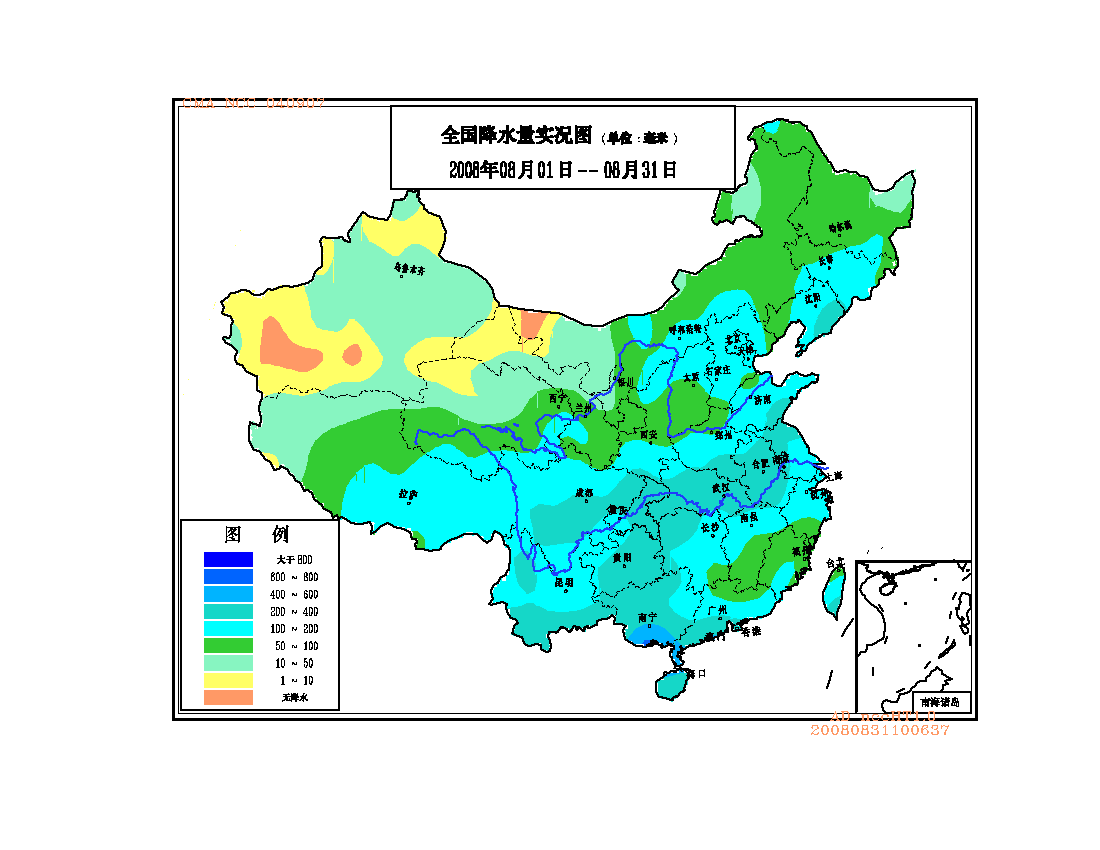 CMA NCC 040907
全国降水量实况图 (单位:毫米)
2008年08月01日 -- 08月31日
哈尔滨
长春
乌鲁木齐
沈阳
呼和浩特
北京
天津
石家庄
太原
银川
西宁
兰州
济南
西安
郑州
合肥
南京
上海
拉萨
成都
武汉
杭州
重庆
南昌
长沙
贵阳
福州
台北
昆明
南宁
广州
香港
澳门
海口
图 例
大于 800
600 ~ 800
400 ~ 600
200 ~ 400
100 ~ 200
50 ~ 100
10 ~ 50
1 ~ 10
无降水
南海诸岛
20080831100637